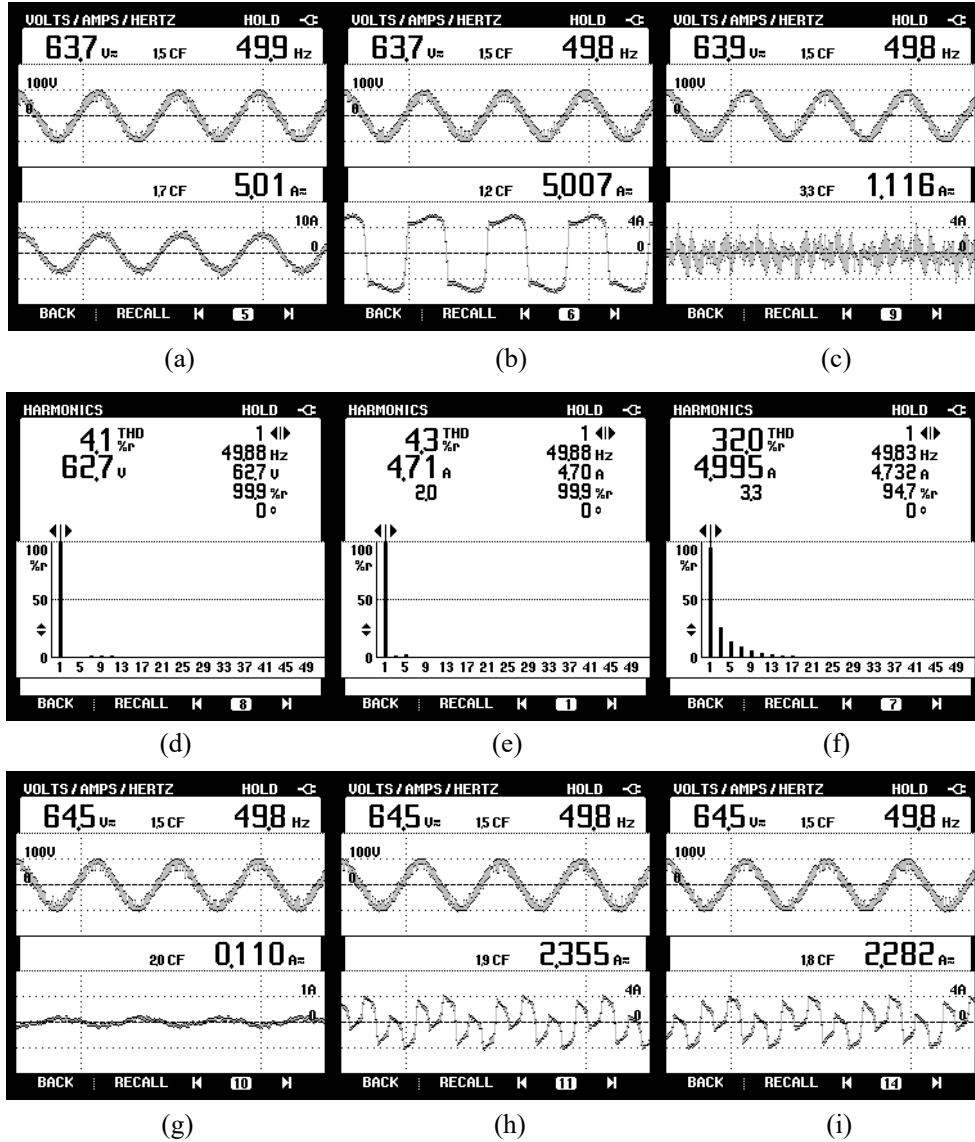 VOLTS / AMPS / HERTZ HOLD
63.7 V≂ 1.5 CF 49.9 Hz
100V
0
1.7 CF 5.01 A≂
10A
0
BACK RECALL 5
(a)
VOLTS / AMPS / HERTZ HOLD
63.7 V≂ 1.5 CF 49.8 Hz
100V
0
1.2 CF 5.007 A≂
4A
0
BACK RECALL 6
(b)
VOLTS / AMPS / HERTZ HOLD
63.9 V≂ 1.5 CF 49.8 Hz
100V
0
3.3 CF 1.116 A≂
4A
0
BACK RECALL 9
(c)
HARMONICS HOLD
4.1 THD %r 1
62.7 V 49.88 Hz
62.7 V
99.9 %r
0 °
100
%r
50
0
1 5 9 13 17 21 25 29 33 37 41 45 49
BACK RECALL 8
(d)
HARMONICS HOLD
4.3 THD %r 1
4.71 A 49.88 Hz
2.0 4.70 A
99.9 %r
0 °
100
%r
50
0
1 5 9 13 17 21 25 29 33 37 41 45 49
BACK RECALL 1
(e)
HARMONICS HOLD
32.0 THD %r 1
4.995 A 49.83 Hz
3.3 4.732 A
94.7 %r
0 °
100
%r
50
0
1 5 9 13 17 21 25 29 33 37 41 45 49
BACK RECALL 7
(f)
VOLTS / AMPS / HERTZ HOLD
64.5 V≂ 1.5 CF 49.8 Hz
100V
0
2.0 CF 0.110 A≂
1A
0
BACK RECALL 10
(g)
VOLTS / AMPS / HERTZ HOLD
64.5 V≂ 1.5 CF 49.8 Hz
100V
0
1.9 CF 2.355 A≂
4A
0
BACK RECALL 11
(h)
VOLTS / AMPS / HERTZ HOLD
64.5 V≂ 1.5 CF 49.8 Hz
100V
0
1.8 CF 2.282 A≂
4A
0
BACK RECALL 14
(i)